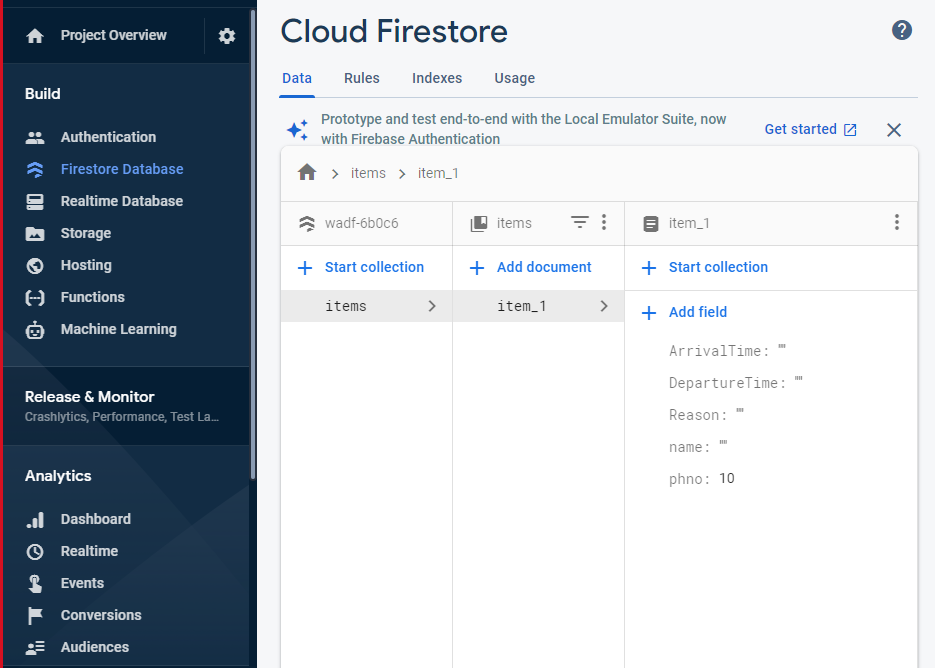 Project Overview
Build
Authentication
Firestore Database
Realtime Database
Storage
Hosting
Functions
Machine Learning
Release & Monitor
Crashlytics, Performance, Test La...
Analytics
Dashboard
Realtime
Events
Conversions
Audiences
Cloud Firestore
?
Data Rules Indexes Usage
Prototype and test end-to-end with the Local Emulator Suite, now
with Firebase Authentication
Get started
items item_1
wadf-6b0c6 items item_1
Start collection Add document Start collection
items item_1
Add field
ArrivalTime: ""
DepartureTime: ""
Reason: ""
name: ""
phno: 10